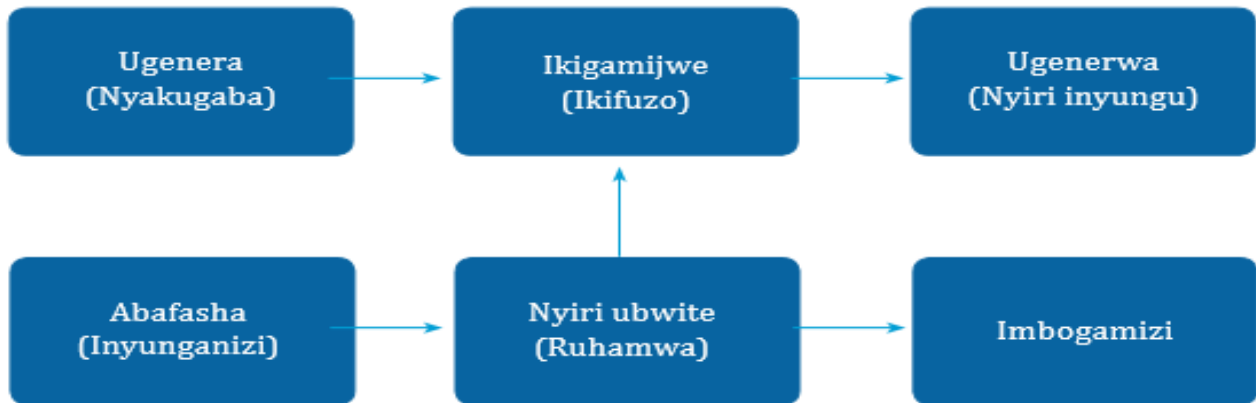 Ugenera
(Nyakugaba)
Ikigamijwe
(Ikifuzo)
Ugenerwa
(Nyiri inyungu)
Abafasha
(Inyunganizi)
Nyiri ubwite
(Ruhamwa)
Imbogamizi